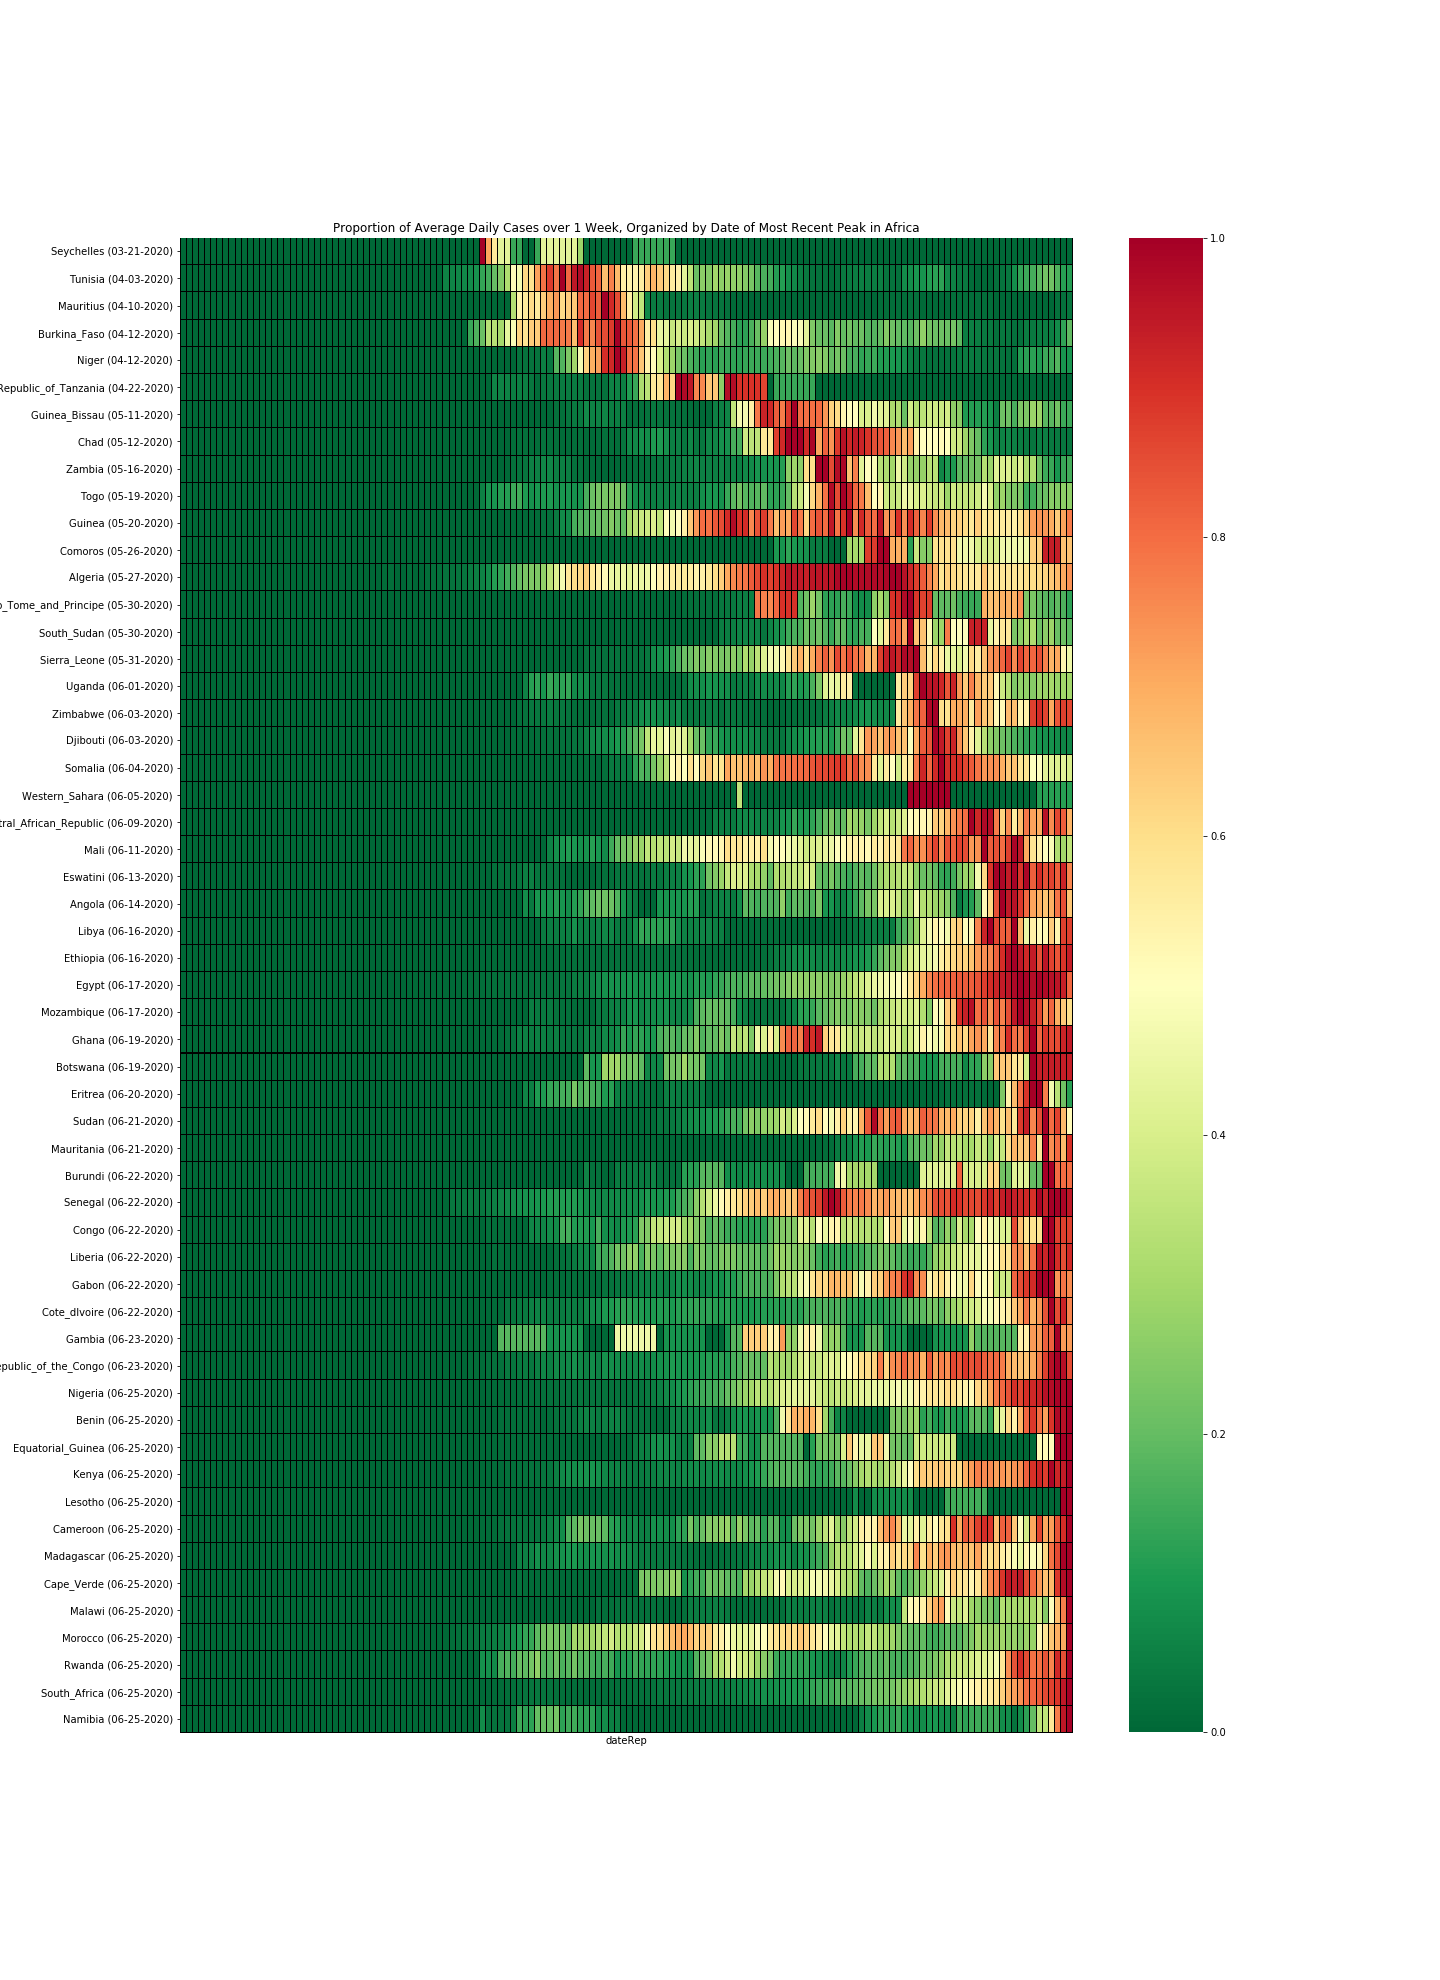 Proportion of Average Daily Cases over 1 Week, Organized by Date of Most Recent Peak in Africa
Seychelles (03-21-2020)
Tunisia (04-03-2020)
Mauritius (04-10-2020)
Burkina_Faso (04-12-2020)
Niger (04-12-2020)
Republic_of_Tanzania (04-22-2020)
Guinea_Bissau (05-11-2020)
Chad (05-12-2020)
Zambia (05-16-2020)
Togo (05-19-2020)
Guinea (05-20-2020)
Comoros (05-26-2020)
Algeria (05-27-2020)
o_Tome_and_Principe (05-30-2020)
South_Sudan (05-30-2020)
Sierra_Leone (05-31-2020)
Uganda (06-01-2020)
Zimbabwe (06-03-2020)
Djibouti (06-03-2020)
Somalia (06-04-2020)
Western_Sahara (06-05-2020)
tral_African_Republic (06-09-2020)
Mali (06-11-2020)
Eswatini (06-13-2020)
Angola (06-14-2020)
Libya (06-16-2020)
Ethiopia (06-16-2020)
Egypt (06-17-2020)
Mozambique (06-17-2020)
Ghana (06-19-2020)
Botswana (06-19-2020)
Eritrea (06-20-2020)
Sudan (06-21-2020)
Mauritania (06-21-2020)
Burundi (06-22-2020)
Senegal (06-22-2020)
Congo (06-22-2020)
Liberia (06-22-2020)
Gabon (06-22-2020)
Cote_dIvoire (06-22-2020)
Gambia (06-23-2020)
epublic_of_the_Congo (06-23-2020)
Nigeria (06-25-2020)
Benin (06-25-2020)
Equatorial_Guinea (06-25-2020)
Kenya (06-25-2020)
Lesotho (06-25-2020)
Cameroon (06-25-2020)
Madagascar (06-25-2020)
Cape_Verde (06-25-2020)
Malawi (06-25-2020)
Morocco (06-25-2020)
Rwanda (06-25-2020)
South_Africa (06-25-2020)
Namibia (06-25-2020)
dateRep
1.0
0.8
0.6
0.4
0.2
0.0